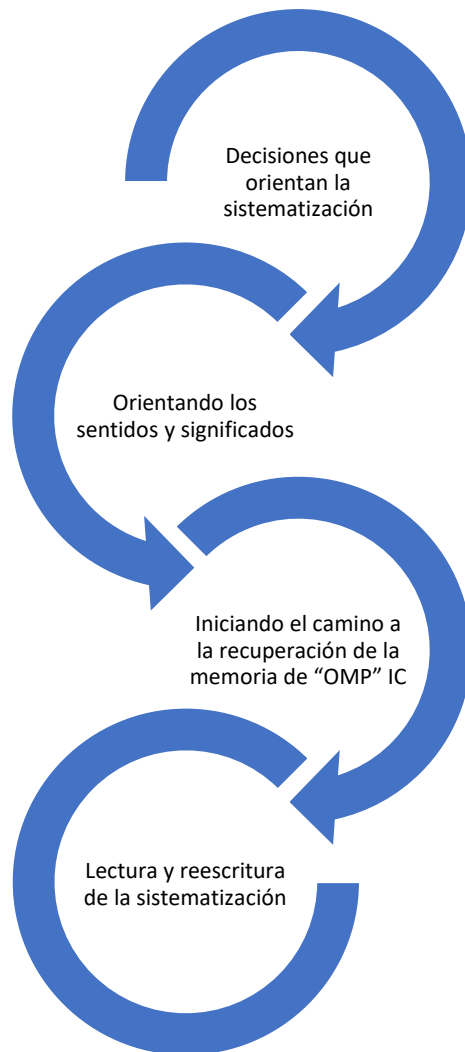 Decisiones que
orientan la
sistematización
Orientando los
sentidos y significados
Iniciando el camino a
la recuperación de la
memoria de “OMP” IC
Lectura y reescritura
de la sistematización